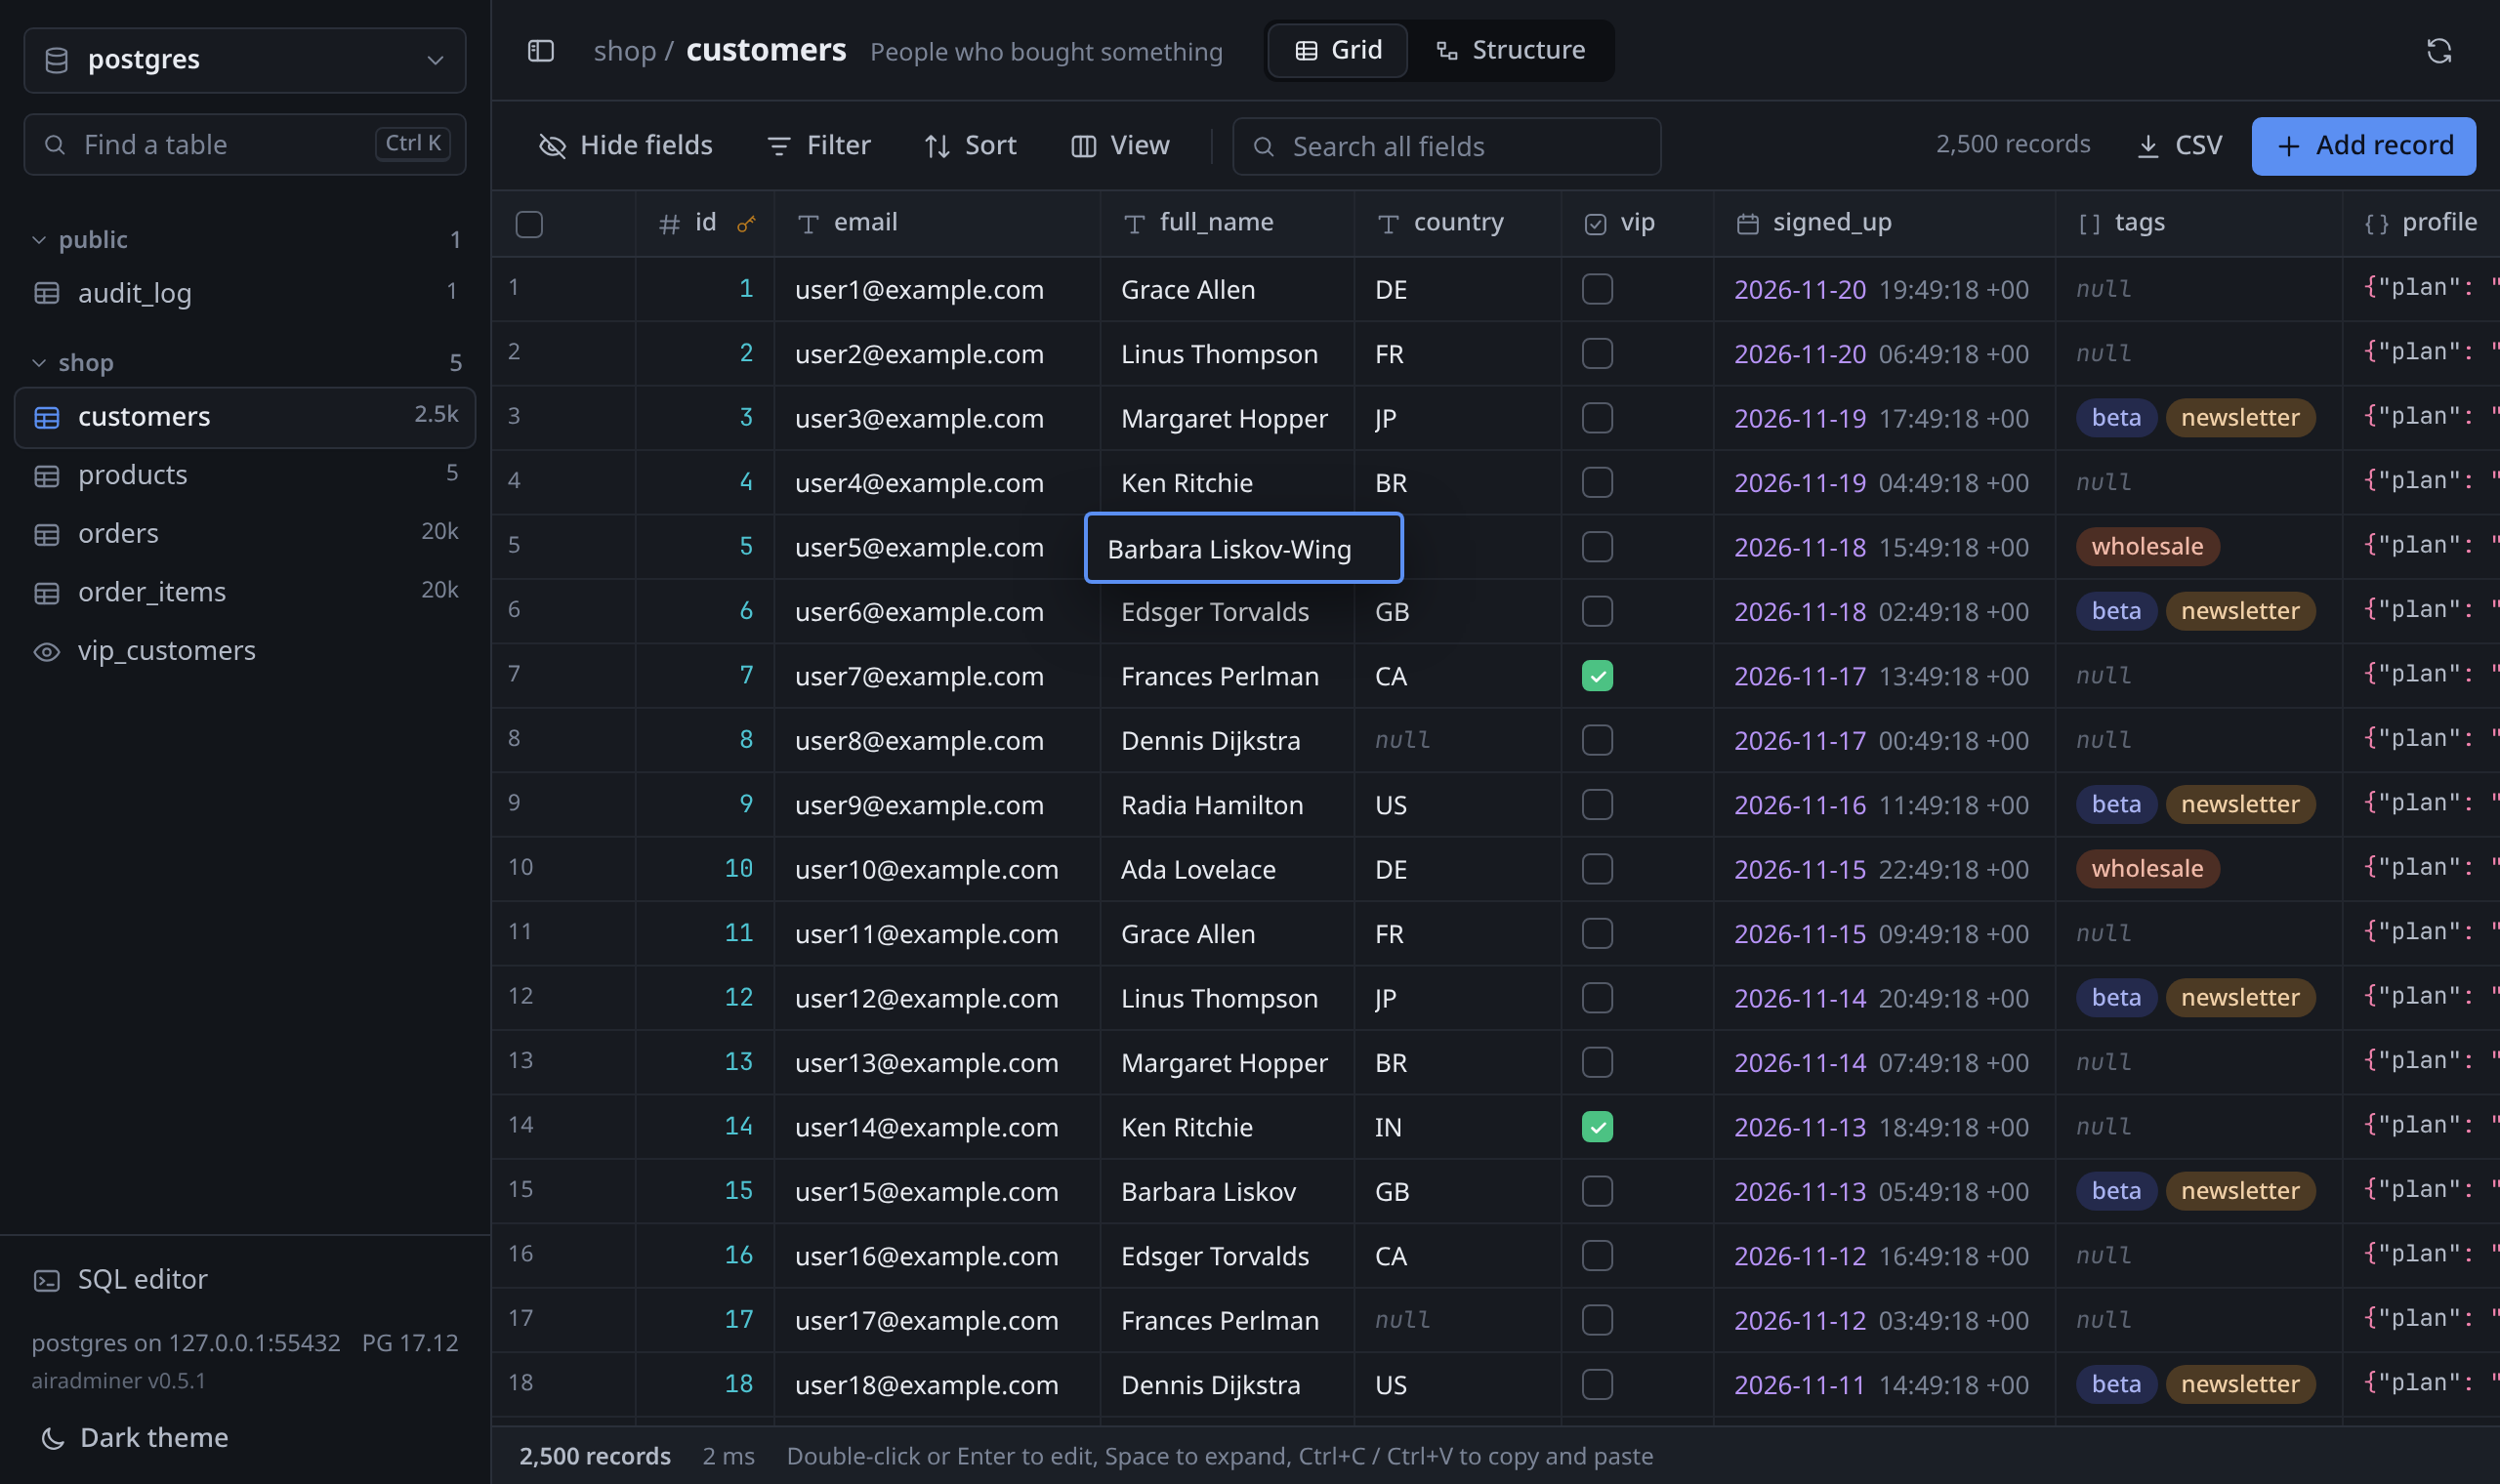 postgres
Find a table Ctrl K
public 1
audit_log 1
shop 5
customers 2.5k
products 5
orders 20k
order_items 20k
vip_customers
SQL editor
postgres on 127.0.0.1:55432 PG 17.12
airadminer v0.5.1
Dark theme
shop / customers People who bought something Grid Structure
Hide fields Filter Sort View Search all fields 2,500 records CSV + Add record
# id email full_name country vip signed_up [] tags {} profile
1 1 user1@example.com Grace Allen DE 2026-11-20 19:49:18 +00 null {"plan": "
2 2 user2@example.com Linus Thompson FR 2026-11-20 06:49:18 +00 null {"plan": "
3 3 user3@example.com Margaret Hopper JP 2026-11-19 17:49:18 +00 beta newsletter {"plan": "
4 4 user4@example.com Ken Ritchie BR 2026-11-19 04:49:18 +00 null {"plan": "
5 5 user5@example.com Barbara Liskov-Wing 2026-11-18 15:49:18 +00 wholesale {"plan": "
6 6 user6@example.com Edsger Torvalds GB 2026-11-18 02:49:18 +00 beta newsletter {"plan": "
7 7 user7@example.com Frances Perlman CA 2026-11-17 13:49:18 +00 null {"plan": "
8 8 user8@example.com Dennis Dijkstra null 2026-11-17 00:49:18 +00 null {"plan": "
9 9 user9@example.com Radia Hamilton US 2026-11-16 11:49:18 +00 beta newsletter {"plan": "
10 10 user10@example.com Ada Lovelace DE 2026-11-15 22:49:18 +00 wholesale {"plan": "
11 11 user11@example.com Grace Allen FR 2026-11-15 09:49:18 +00 null {"plan": "
12 12 user12@example.com Linus Thompson JP 2026-11-14 20:49:18 +00 beta newsletter {"plan": "
13 13 user13@example.com Margaret Hopper BR 2026-11-14 07:49:18 +00 null {"plan": "
14 14 user14@example.com Ken Ritchie IN 2026-11-13 18:49:18 +00 null {"plan": "
15 15 user15@example.com Barbara Liskov GB 2026-11-13 05:49:18 +00 beta newsletter {"plan": "
16 16 user16@example.com Edsger Torvalds CA 2026-11-12 16:49:18 +00 null {"plan": "
17 17 user17@example.com Frances Perlman null 2026-11-12 03:49:18 +00 null {"plan": "
18 18 user18@example.com Dennis Dijkstra US 2026-11-11 14:49:18 +00 beta newsletter {"plan": "
2,500 records 2 ms Double-click or Enter to edit, Space to expand, Ctrl+C / Ctrl+V to copy and paste